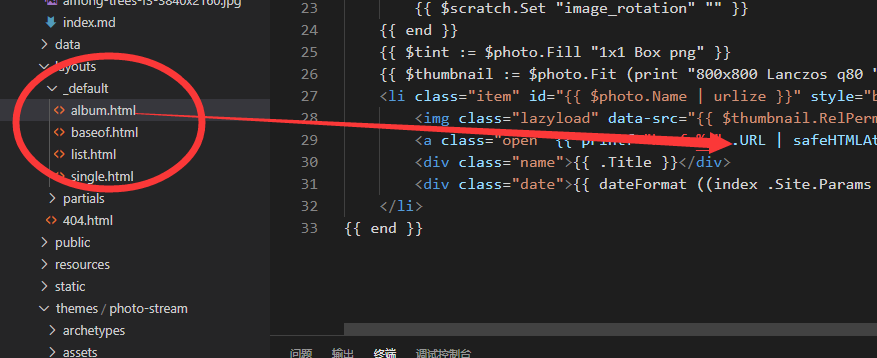 among-trees-i3-3840x2160.jpg
index.md
data
layouts
_default
album.html
baseof.html
list.html
single.html
partials
404.html
public
resources
static
themes / photo-stream
archetypes
assets
23 {{ $scratch.Set "image_rotation" "" }}
24 {{ end }}
25 {{ $tint := $photo.Fill "1x1 Box png" }}
26 {{ $thumbnail := $photo.Fit (print "800x800 Lanczos q80 "
27 <li class="item" id="{{ $photo.Name | urlize }}" style="b
28 <img class="lazyload" data-src="{{ $thumbnail.RelPerm
29 <a class="open" {{ printf .URL | safeHTMLAt
30 <div class="name">{{ .Title }}</div>
31 <div class="date">{{ dateFormat ((index .Site.Params
32 </li>
33 {{ end }}
问题 输出 终端 调试控制台